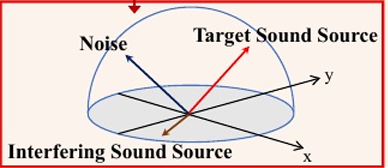 Noise
Target Sound Source
y
Interfering Sound Source
x